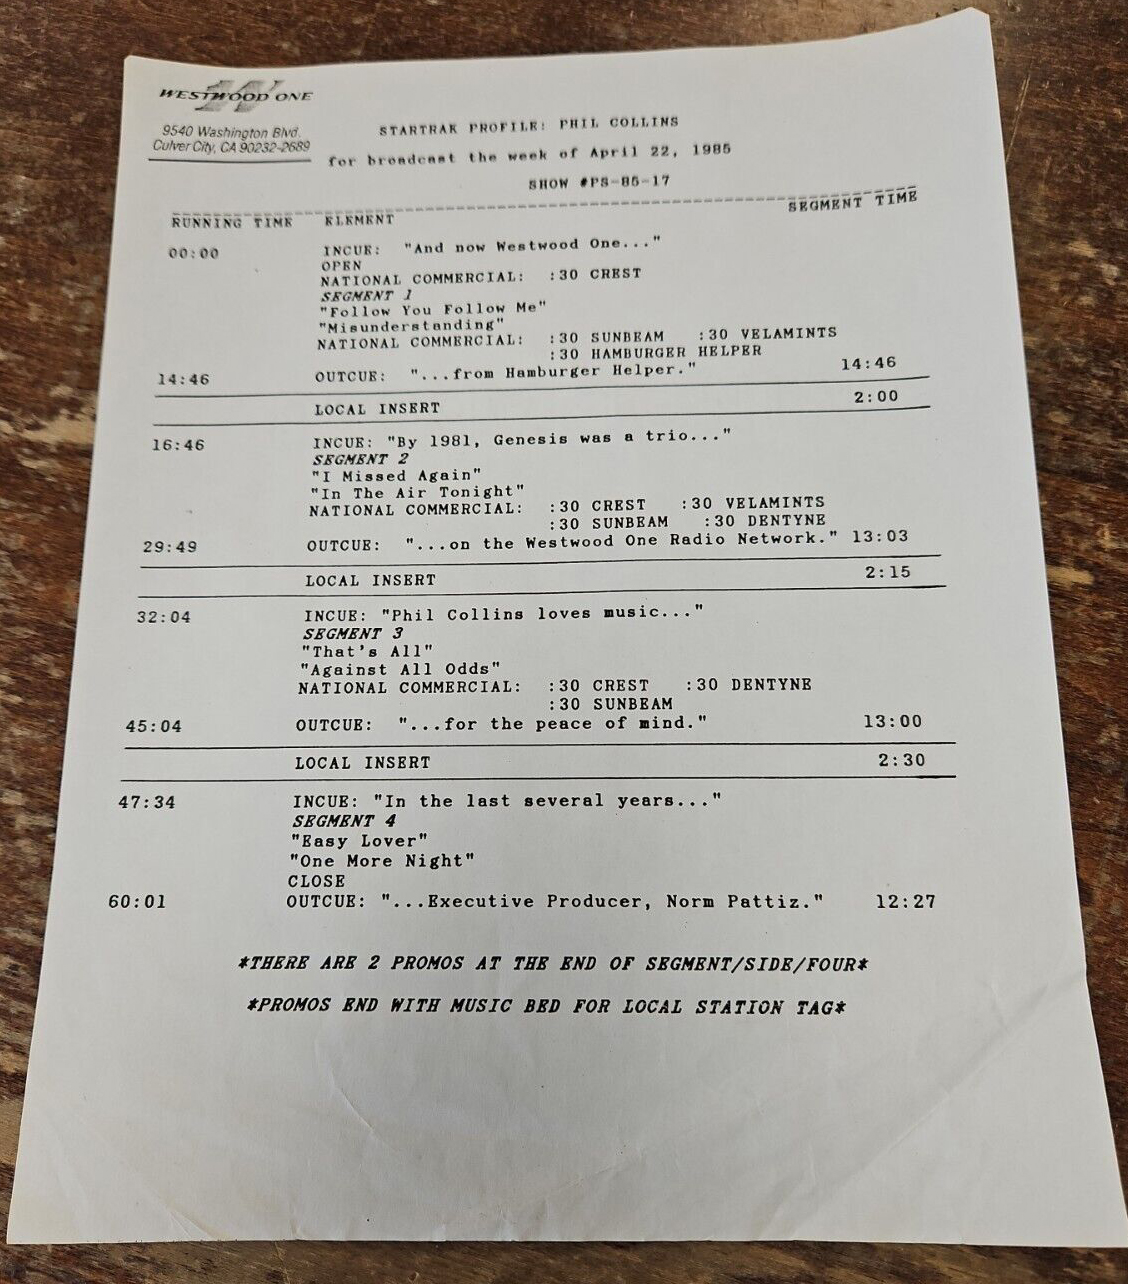 WESTWOOD ONE
9540 Washington Blvd.
Culver City, CA 90232-2689
STARTRAK PROFILE: PHIL COLLINS
for broadcast the week of April 22, 1985
SHOW #PS-85-17
RUNNING TIME ELEMENT SEGMENT TIME
00:00 INCUE: "And now Westwood One..."
OPEN
NATIONAL COMMERCIAL: :30 CREST
SEGMENT 1
"Follow You Follow Me"
"Misunderstanding"
NATIONAL COMMERCIAL: :30 SUNBEAM :30 VELAMINTS
:30 HAMBURGER HELPER
14:46 OUTCUE: "...from Hamburger Helper." 14:46
LOCAL INSERT 2:00
16:46 INCUE: "By 1981, Genesis was a trio..."
SEGMENT 2
"I Missed Again"
"In The Air Tonight"
NATIONAL COMMERCIAL: :30 CREST :30 VELAMINTS
:30 SUNBEAM :30 DENTYNE
29:49 OUTCUE: "...on the Westwood One Radio Network." 13:03
LOCAL INSERT 2:15
32:04 INCUE: "Phil Collins loves music..."
SEGMENT 3
"That's All"
"Against All Odds"
NATIONAL COMMERCIAL: :30 CREST :30 DENTYNE
:30 SUNBEAM
45:04 OUTCUE: "...for the peace of mind." 13:00
LOCAL INSERT 2:30
47:34 INCUE: "In the last several years..."
SEGMENT 4
"Easy Lover"
"One More Night"
CLOSE
60:01 OUTCUE: "...Executive Producer, Norm Pattiz." 12:27
*THERE ARE 2 PROMOS AT THE END OF SEGMENT/SIDE/FOUR*
*PROMOS END WITH MUSIC BED FOR LOCAL STATION TAG*